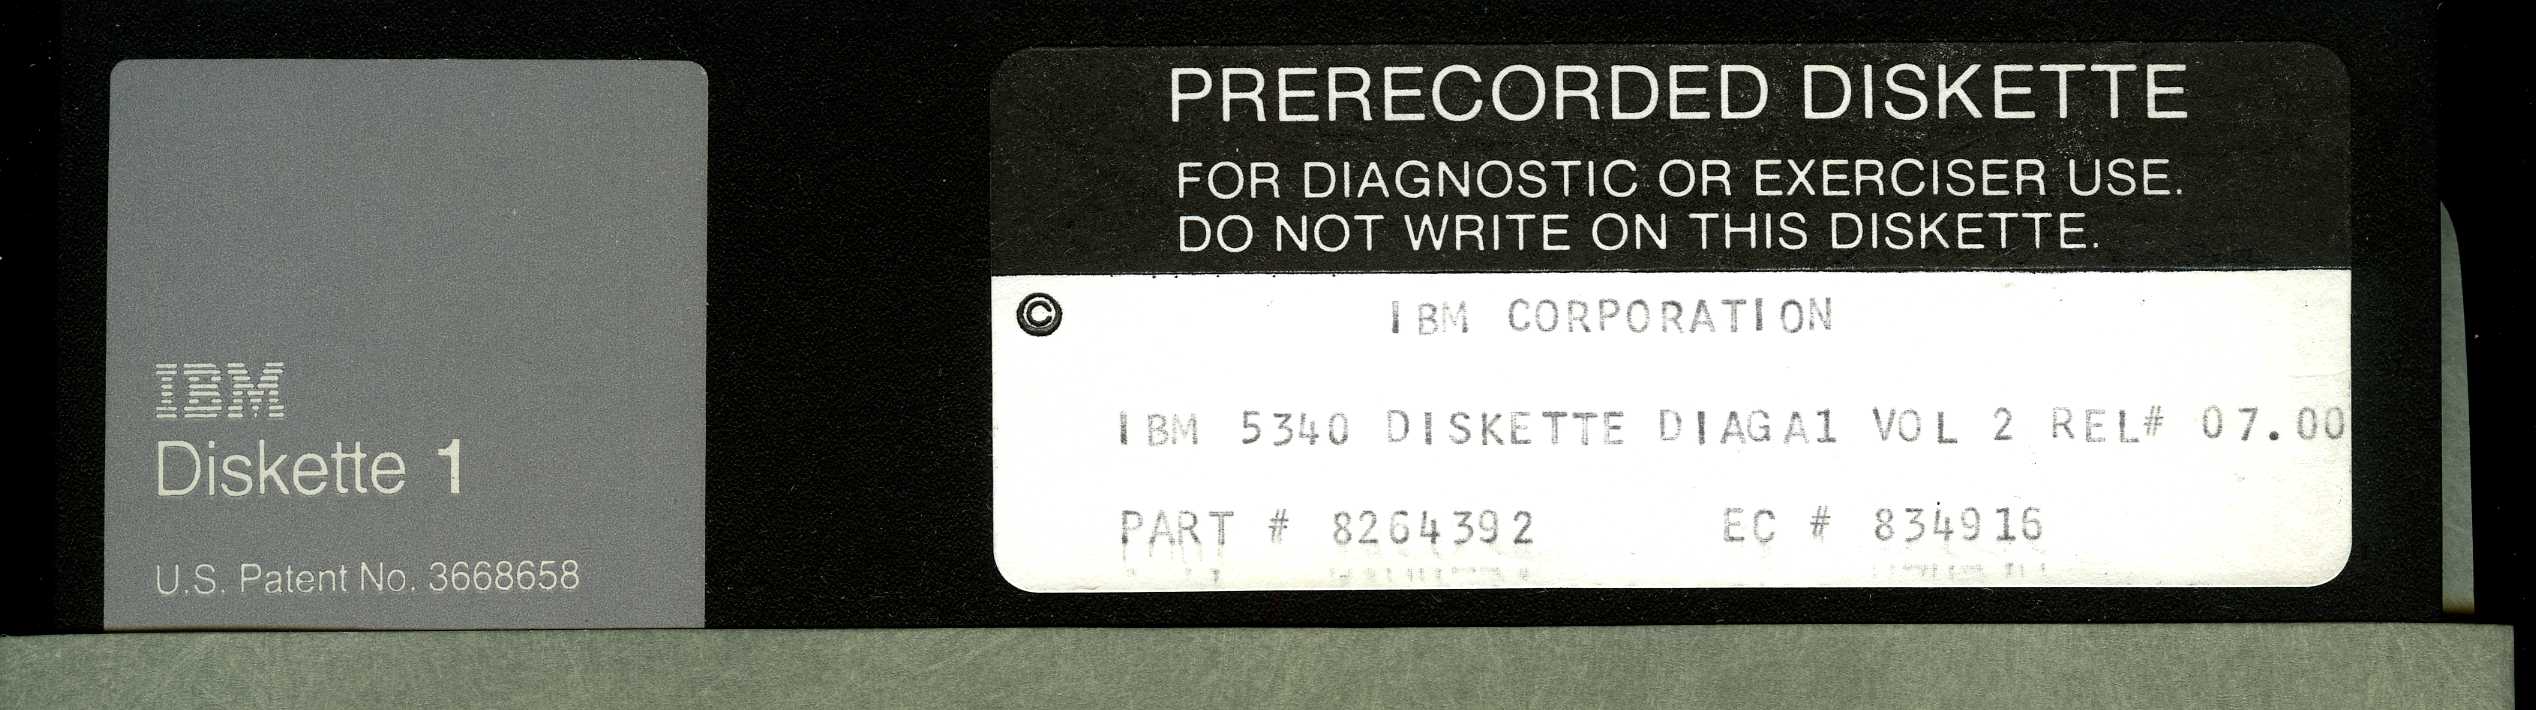 IBM
Diskette 1
U.S. Patent No. 3668658
PRERECORDED DISKETTE
FOR DIAGNOSTIC OR EXERCISER USE.
DO NOT WRITE ON THIS DISKETTE.
© IBM CORPORATION
IBM 5340 DISKETTE DIAGA1 VOL 2 REL# 07.00
PART # 8264392 EC # 834916